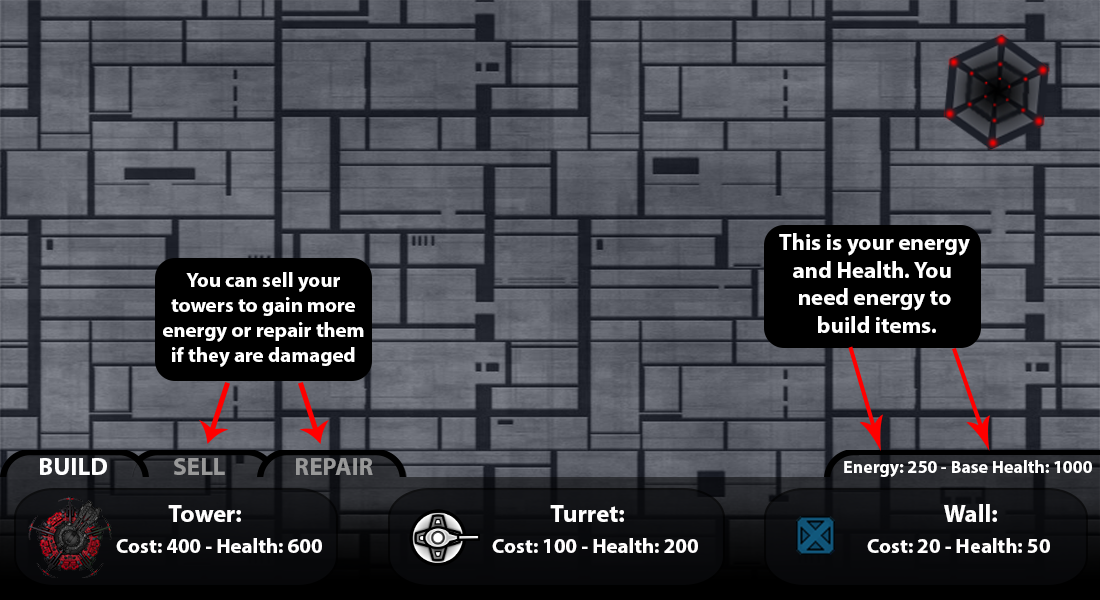 This is your energy
and Health. You
need energy to
build items.
You can sell your
towers to gain more
energy or repair them
if they are damaged
BUILD
SELL
REPAIR
Energy: 250 - Base Health: 1000
Tower:
Cost: 400 - Health: 600
Turret:
Cost: 100 - Health: 200
Wall:
Cost: 20 - Health: 50